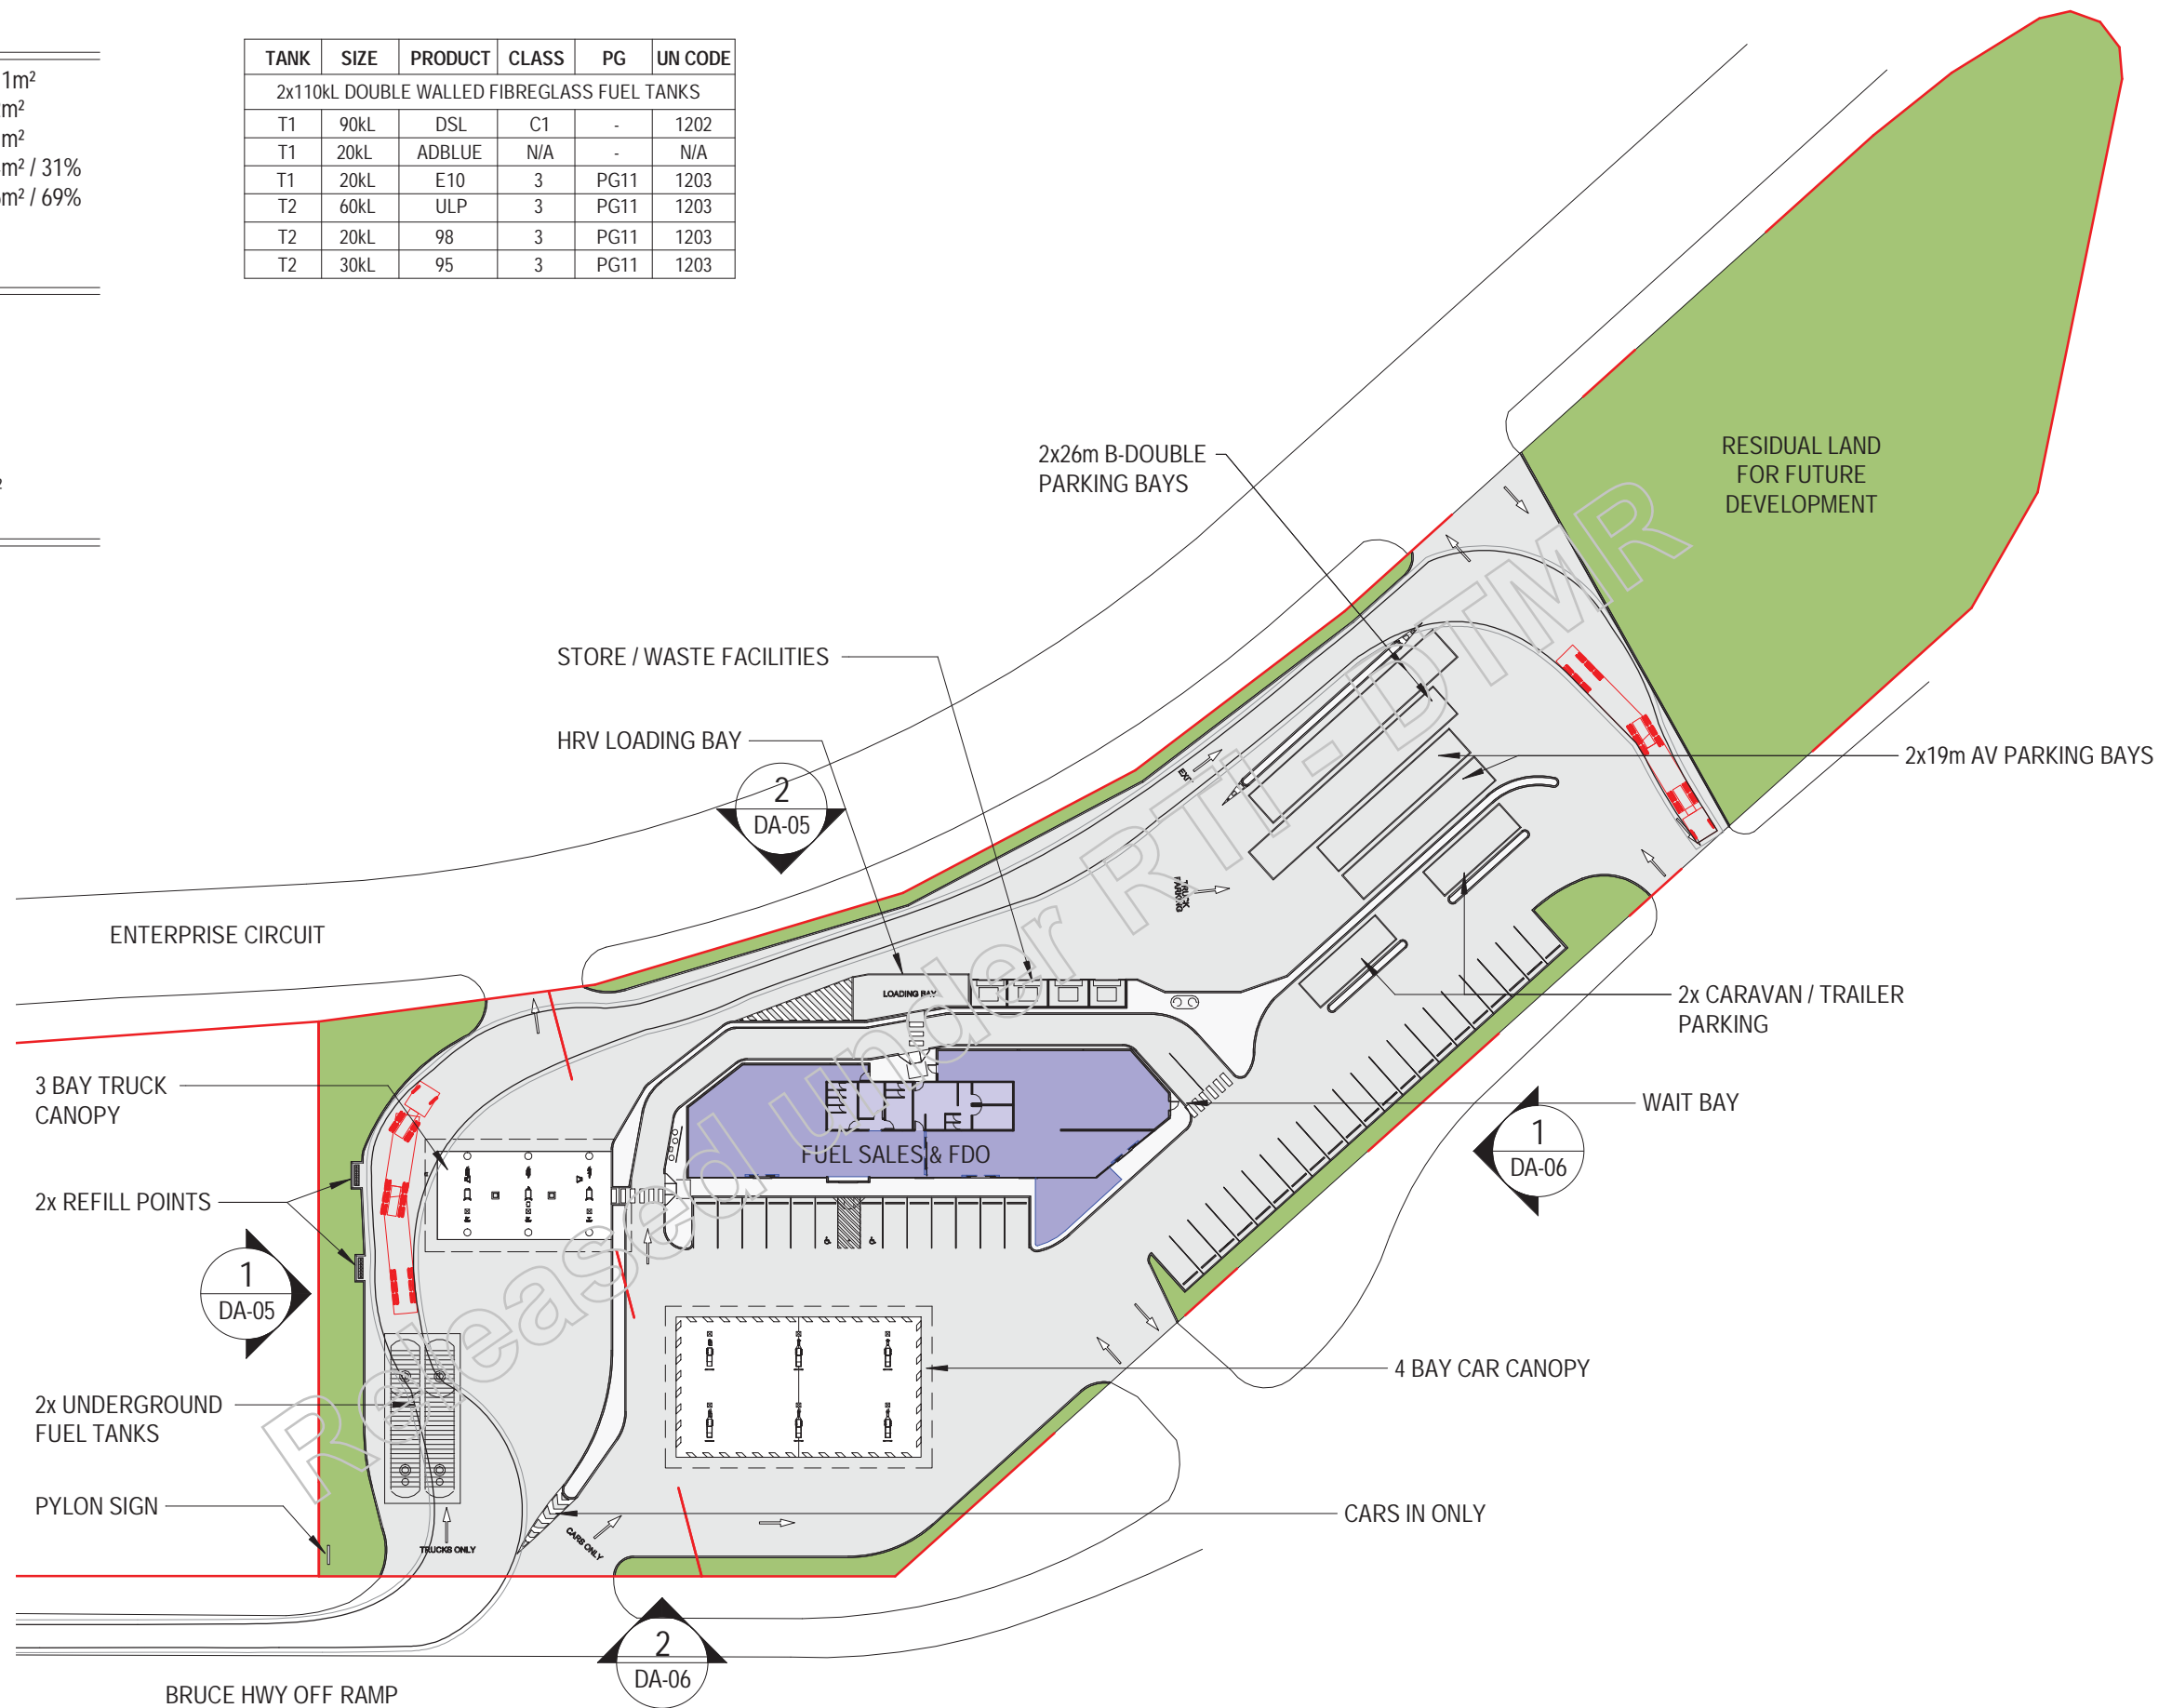 1m²
m²
m²
m² / 31%
m² / 69%
TANK SIZE PRODUCT CLASS PG UN CODE
2x110kL DOUBLE WALLED FIBREGLASS FUEL TANKS
T1 90kL DSL C1 - 1202
T1 20kL ADBLUE N/A - N/A
T1 20kL E10 3 PG11 1203
T2 60kL ULP 3 PG11 1203
T2 20kL 98 3 PG11 1203
T2 30kL 95 3 PG11 1203
2x26m B-DOUBLE
PARKING BAYS
RESIDUAL LAND
FOR FUTURE
DEVELOPMENT
STORE / WASTE FACILITIES
HRV LOADING BAY
2
DA-05
EXIT
2x19m AV PARKING BAYS
TRUCK
PARKING
ENTERPRISE CIRCUIT
LOADING BAY
2x CARAVAN / TRAILER
PARKING
3 BAY TRUCK
CANOPY
WAIT BAY
1
DA-06
FUEL SALES & FDO
2x REFILL POINTS
1
DA-05
4 BAY CAR CANOPY
2x UNDERGROUND
FUEL TANKS
PYLON SIGN
CARS IN ONLY
TRUCKS ONLY
CARS ONLY
2
DA-06
BRUCE HWY OFF RAMP
Released under RTI - DTMR